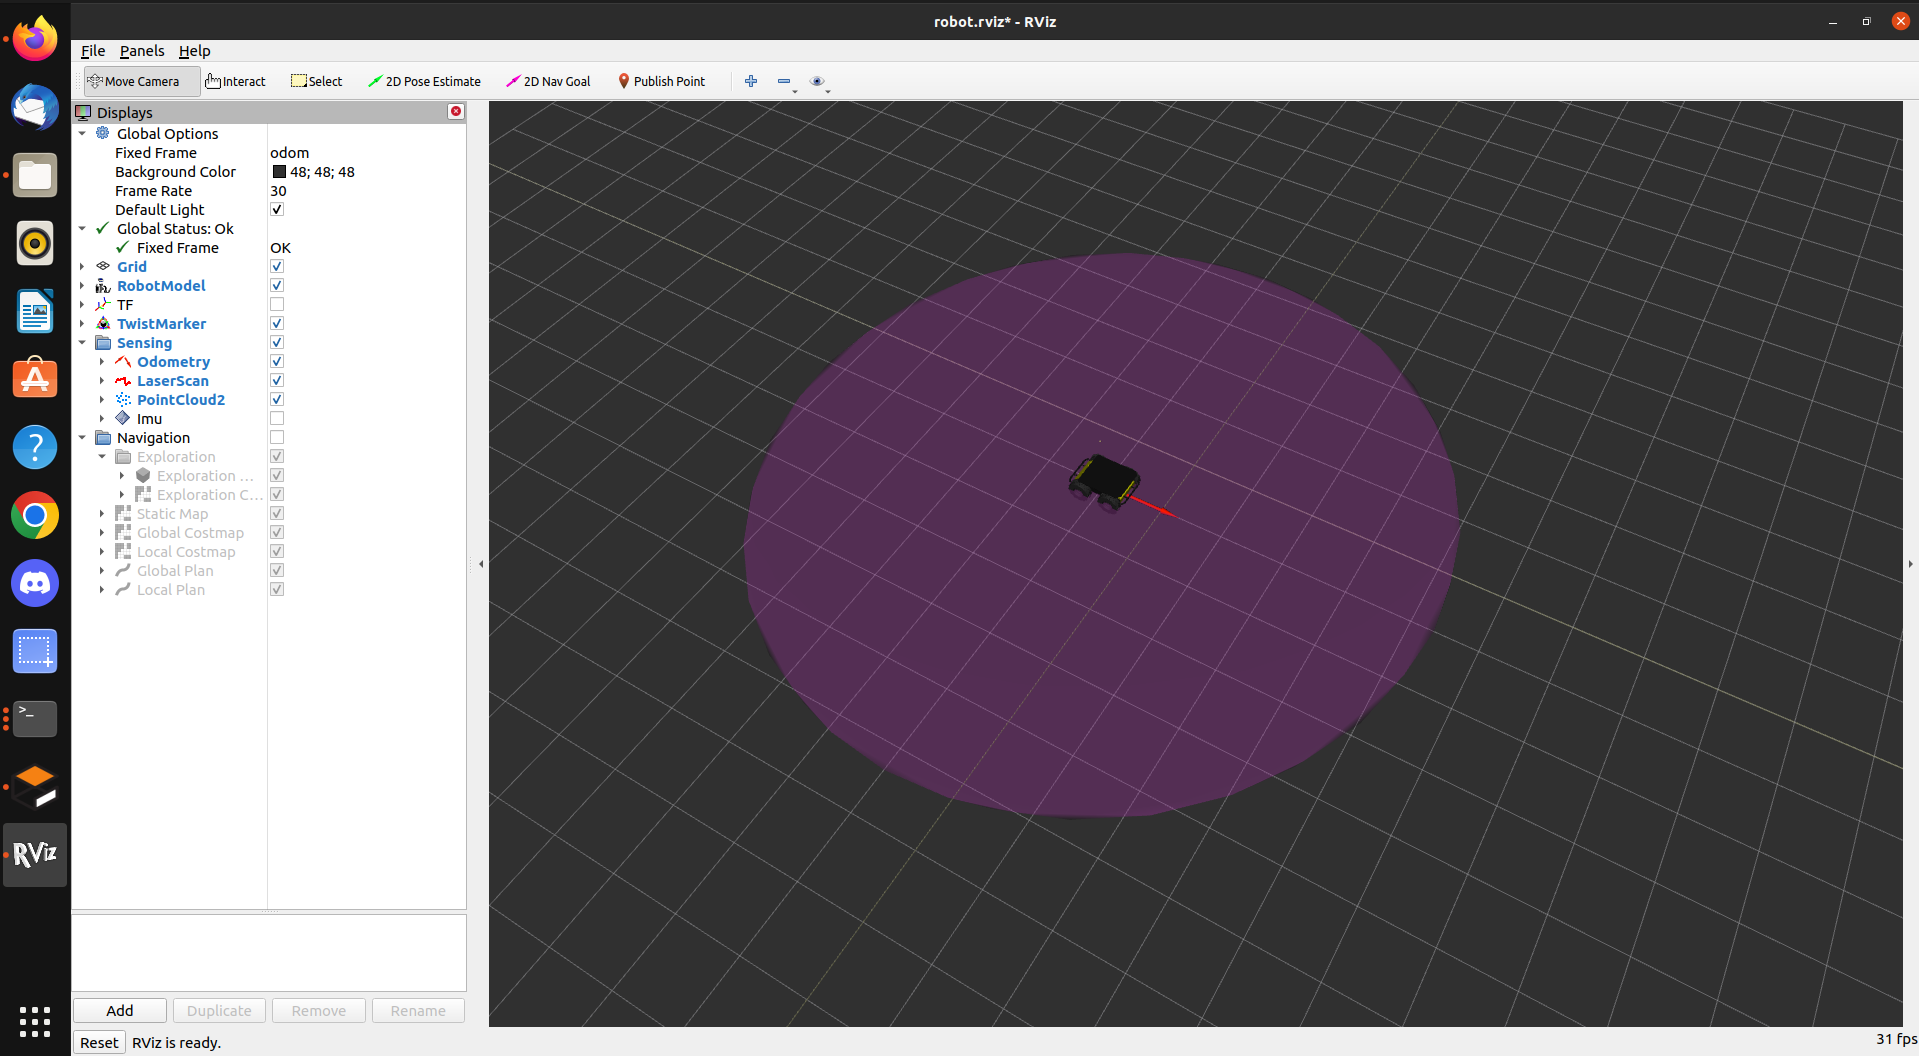 robot.rviz* - RViz
File Panels Help
Move Camera Interact Select 2D Pose Estimate 2D Nav Goal Publish Point
Displays
Global Options
Fixed Frame odom
Background Color 48; 48; 48
Frame Rate 30
Default Light
Global Status: Ok
Fixed Frame OK
Grid
RobotModel
TF
TwistMarker
Sensing
Odometry
LaserScan
PointCloud2
Imu
Navigation
Exploration
Exploration ...
Exploration C...
Static Map
Global Costmap
Local Costmap
Global Plan
Local Plan
RViz
Add Duplicate Remove Rename
Reset RViz is ready. 31 fps